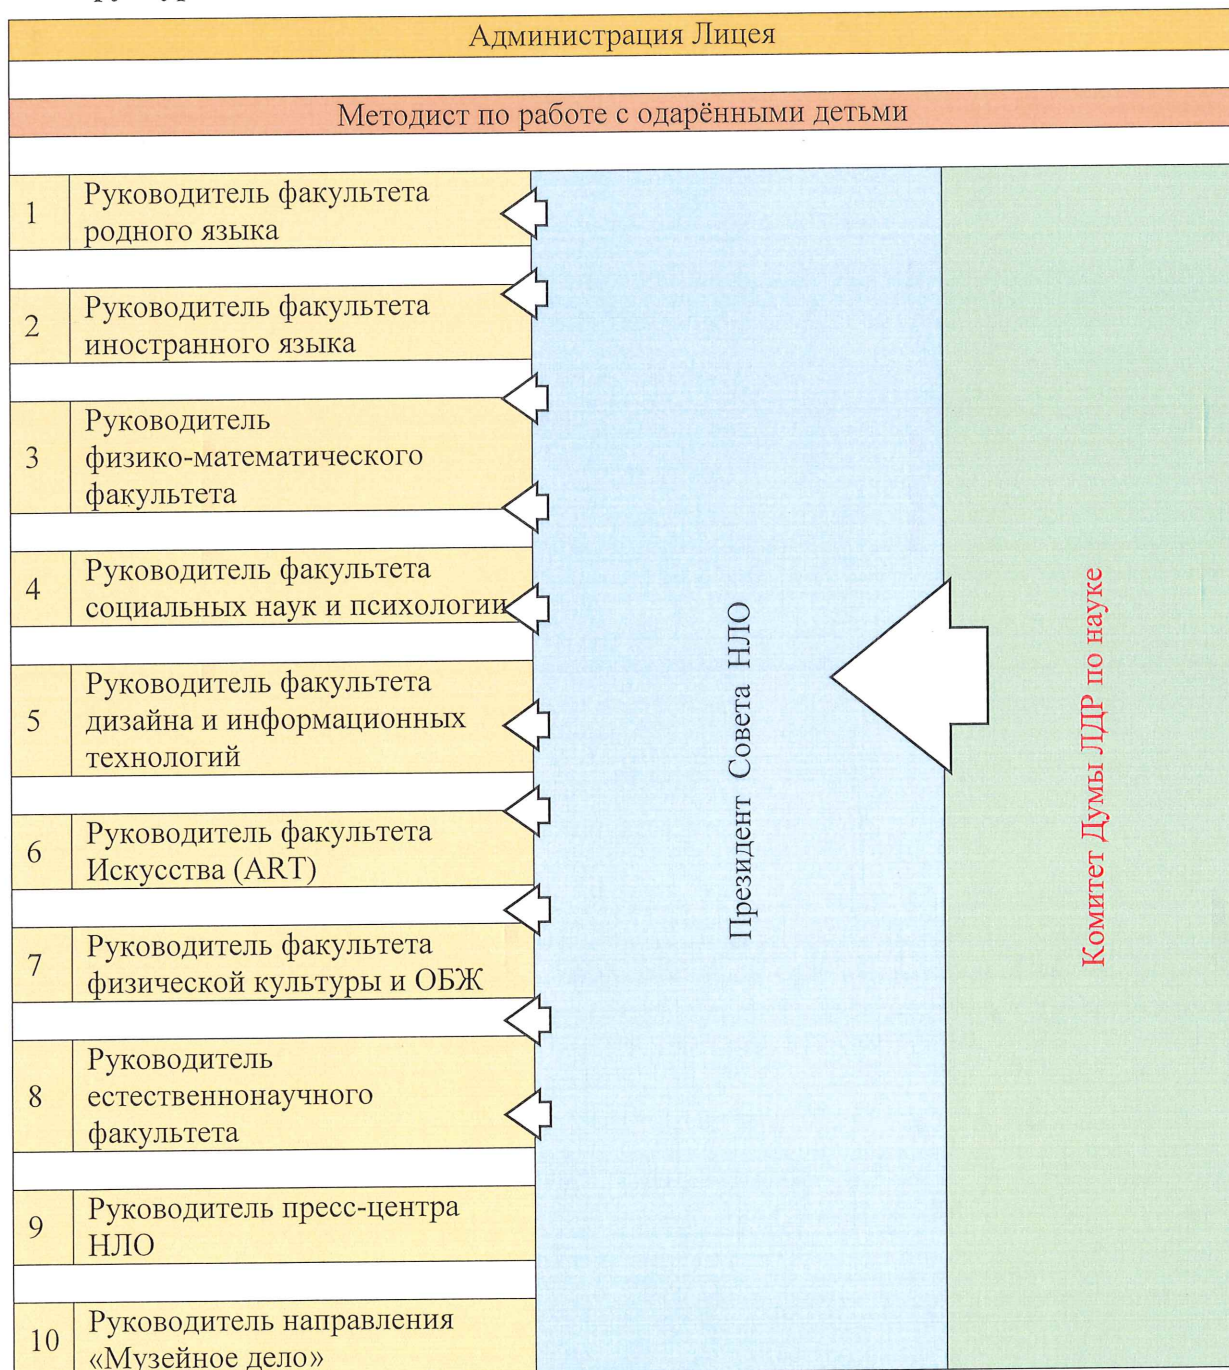 Администрация Лицея
Методист по работе с одарёнными детьми
1
Руководитель факультета
родного языка
2
Руководитель факультета
иностранного языка
3
Руководитель
физико-математического
факультета
4
Руководитель факультета
социальных наук и психологии
5
Руководитель факультета
дизайна и информационных
технологий
6
Руководитель факультета
Искусства (ART)
7
Руководитель факультета
физической культуры и ОБЖ
8
Руководитель
естественнонаучного
факультета
9
Руководитель пресс-центра
НЛО
10
Руководитель направления
«Музейное дело»
Президент Совета НЛО
Комитет Думы ЛДР по науке